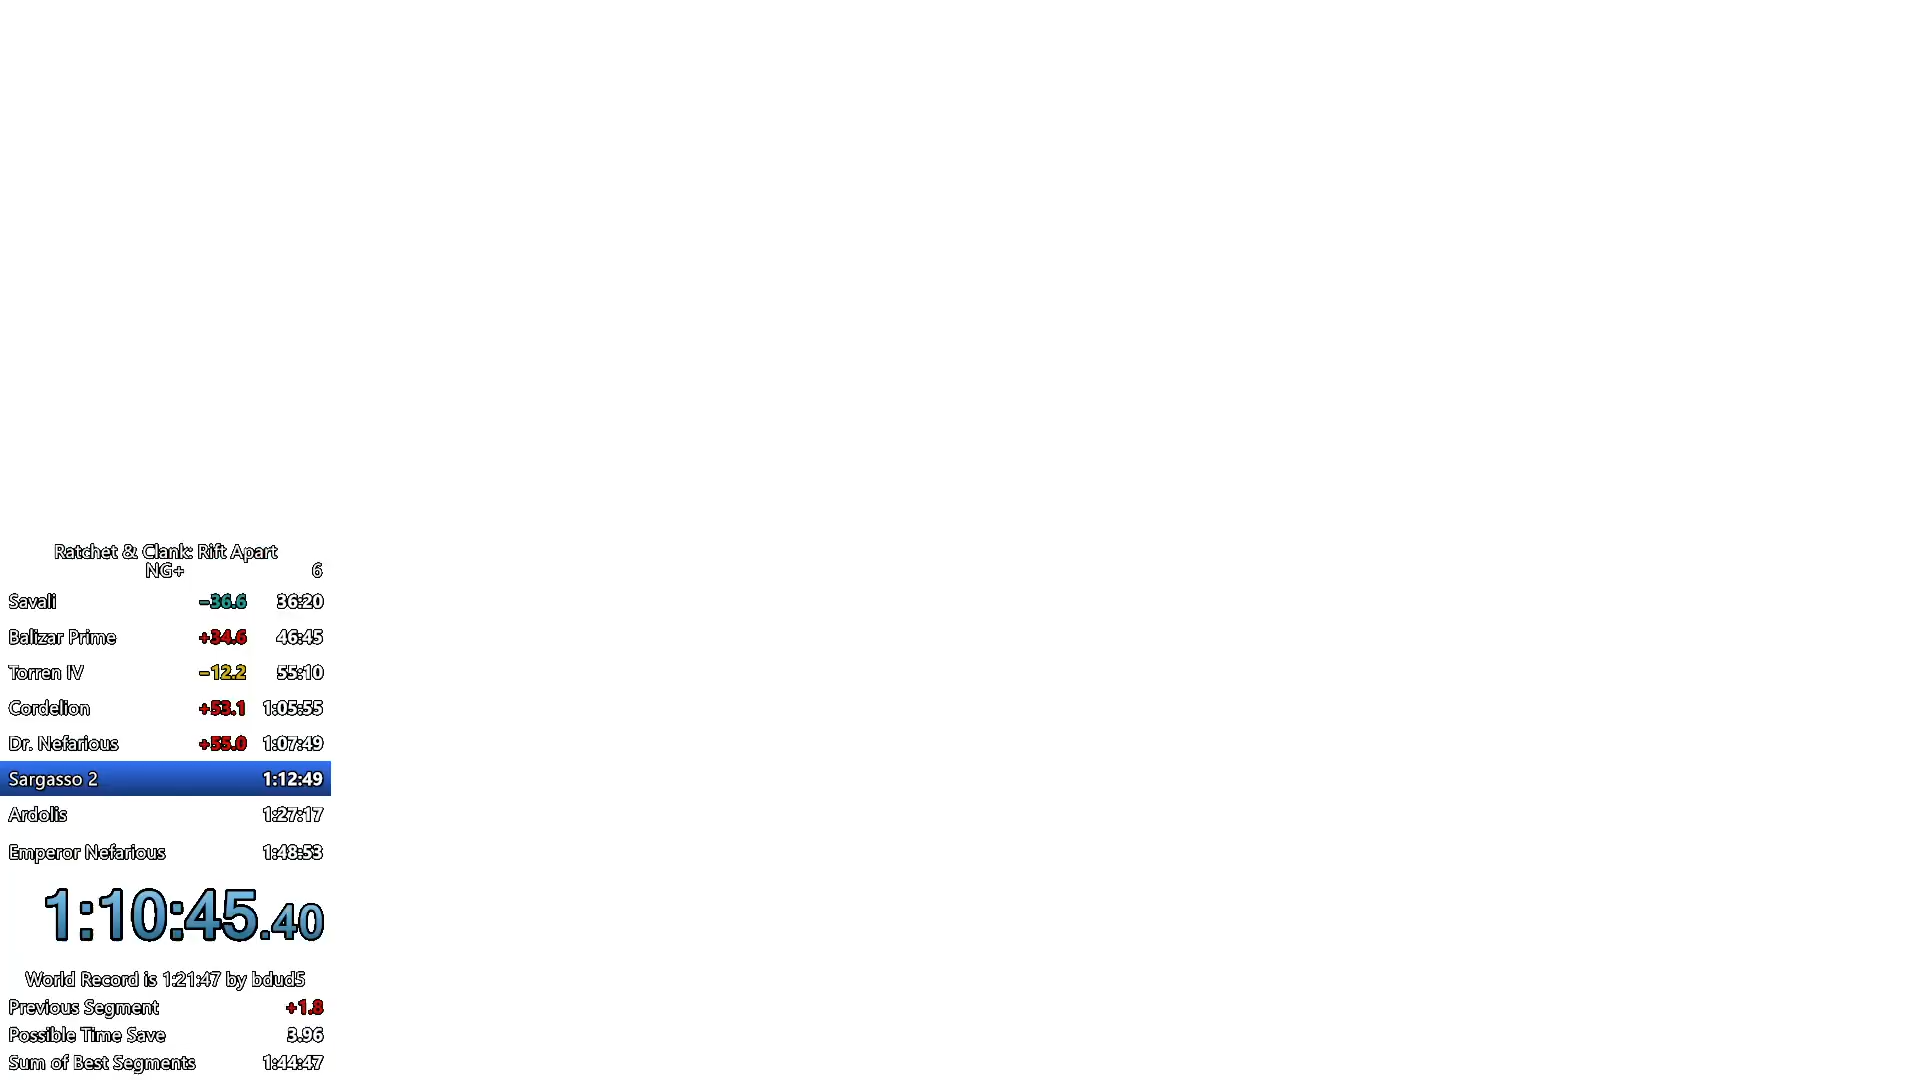 Ratchet & Clank: Rift Apart
NG+ 6
Savali −36.6 36:20
Balizar Prime +34.6 46:45
Torren IV −12.2 55:10
Cordelion +53.1 1:05:55
Dr. Nefarious +55.0 1:07:49
Sargasso 2 1:12:49
Ardolis 1:27:17
Emperor Nefarious 1:48:53
1:10:45.40
World Record is 1:21:47 by bdud5
Previous Segment +1.8
Possible Time Save 3.96
Sum of Best Segments 1:44:47